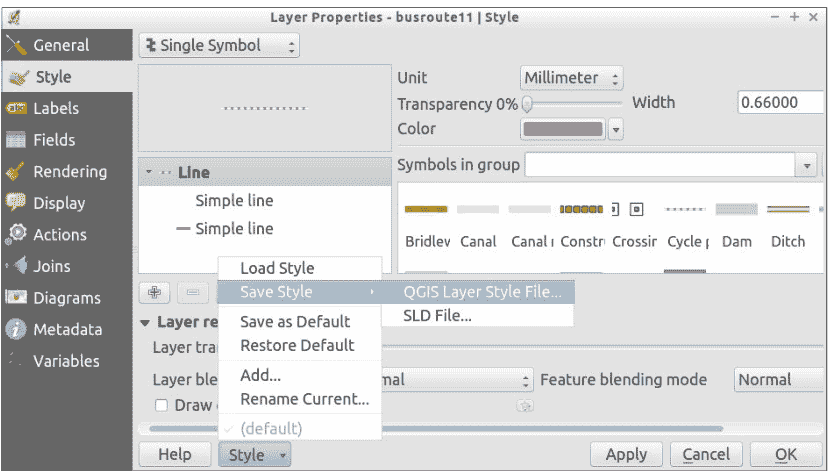 Layer Properties - busroute11 | Style
General
Style
Labels
Fields
Rendering
Display
Actions
Joins
Diagrams
Metadata
Variables
Single Symbol
Unit
Millimeter
Transparency 0%
Width
0.66000
Color
Line
Simple line
Simple line
Symbols in group
Bridlev
Canal
Canal
Constr
Crossin
Cycle
Dam
Ditch
Load Style
Save Style
QGIS Layer Style File...
SLD File...
Save as Default
Restore Default
Add...
Rename Current...
(default)
Layer re
Layer tra
Layer ble
mal
Feature blending mode
Normal
Draw
Help
Style
Apply
Cancel
OK